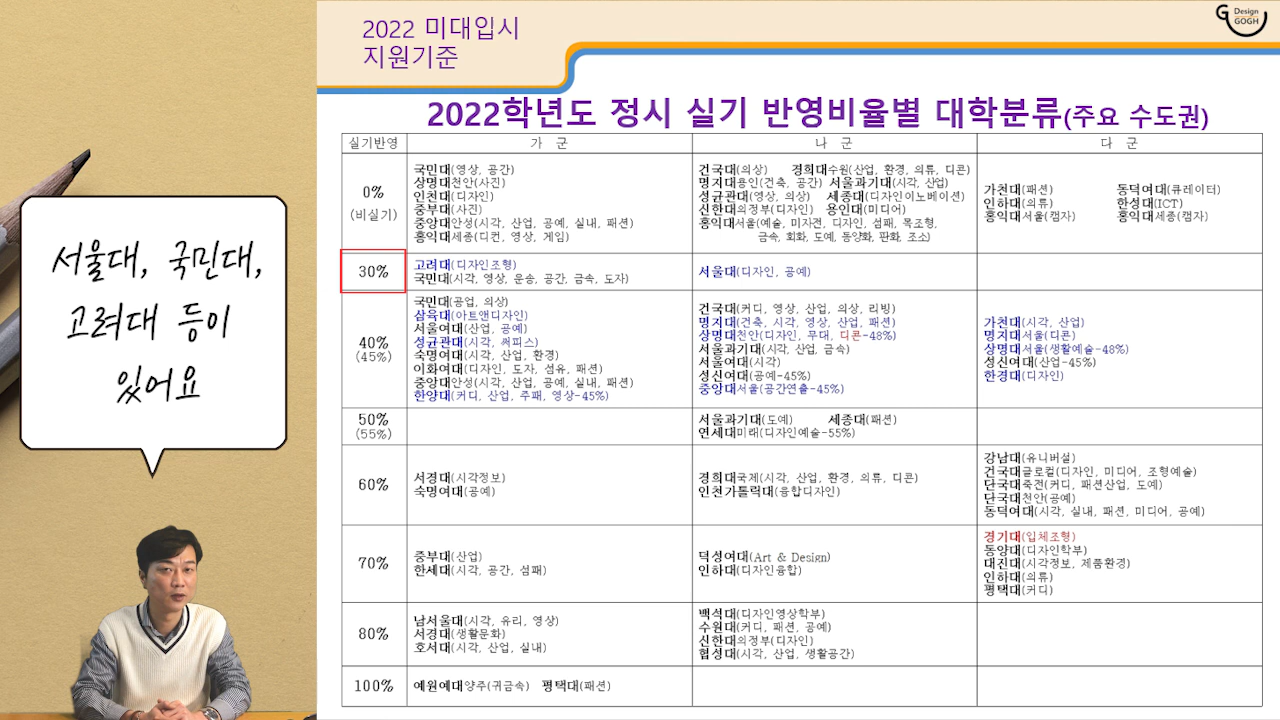 2022 미대입시
지원기준
Design
GOGH
서울대, 국민대,
고려대 등이
있어요
2022학년도 정시 실기 반영비율별 대학분류(주요 수도권)
실기반영 가 군 나 군 다 군
0%
(비실기)
국민대(영상, 공간)
상명대천안(사진)
인천대(디자인)
중부대(사진)
중앙대안성(시각, 산업, 공예, 실내, 패션)
홍익대세종(디컨, 영상, 게임)
건국대(의상) 경희대수원(산업, 환경, 의류, 디콘)
명지대용인(건축, 공간) 서울과기대(시각, 산업)
성균관대(영상, 의상) 세종대(디자인이노베이션)
신한대의정부(디자인) 용인대(미디어)
홍익대서울(예술, 미자전, 디자인, 섬패, 목조형,
금속, 회화, 도예, 동양화, 판화, 조소)
가천대(패션) 동덕여대(큐레이터)
인하대(의류) 한성대(ICT)
홍익대서울(캠자) 홍익대세종(캠자)
30%
고려대(디자인조형)
국민대(시각, 영상, 운송, 공간, 금속, 도자)
서울대(디자인, 공예)
40%
(45%)
국민대(공업, 의상)
삼육대(아트앤디자인)
서울여대(산업, 공예)
성균관대(시각, 써피스)
숙명여대(시각, 산업, 환경)
이화여대(디자인, 도자, 섬유, 패션)
중앙대안성(시각, 산업, 공예, 실내, 패션)
한양대(커디, 산업, 주패, 영상-45%)
건국대(커디, 영상, 산업, 의상, 리빙)
명지대(건축, 시각, 영상, 산업, 패션)
상명대천안(디자인, 무대, 디콘-48%)
서울과기대(시각, 산업, 금속)
서울여대(시각)
성신여대(공예-45%)
중앙대서울(공간연출-45%)
가천대(시각, 산업)
명지대서울(디콘)
상명대서울(생활예술-48%)
성신여대(산업-45%)
한경대(디자인)
50%
(55%)
서울과기대(도예) 세종대(패션)
연세대미래(디자인예술-55%)
60%
서경대(시각정보)
숙명여대(공예)
경희대국제(시각, 산업, 환경, 의류, 디콘)
인천가톨릭대(융합디자인)
강남대(유니버설)
건국대글로컬(디자인, 미디어, 조형예술)
단국대죽전(커디, 패션산업, 도예)
단국대천안(공예)
동덕여대(시각, 실내, 패션, 미디어, 공예)
70%
중부대(산업)
한세대(시각, 공간, 섬패)
덕성여대(Art & Design)
인하대(디자인융합)
경기대(입체조형)
동양대(디자인학부)
대진대(시각정보, 제품환경)
인하대(의류)
평택대(커디)
80%
남서울대(시각, 유리, 영상)
서경대(생활문화)
호서대(시각, 산업, 실내)
백석대(디자인영상학부)
수원대(커디, 패션, 공예)
신한대의정부(디자인)
협성대(시각, 산업, 생활공간)
100%
예원예대양주(귀금속) 평택대(패션)